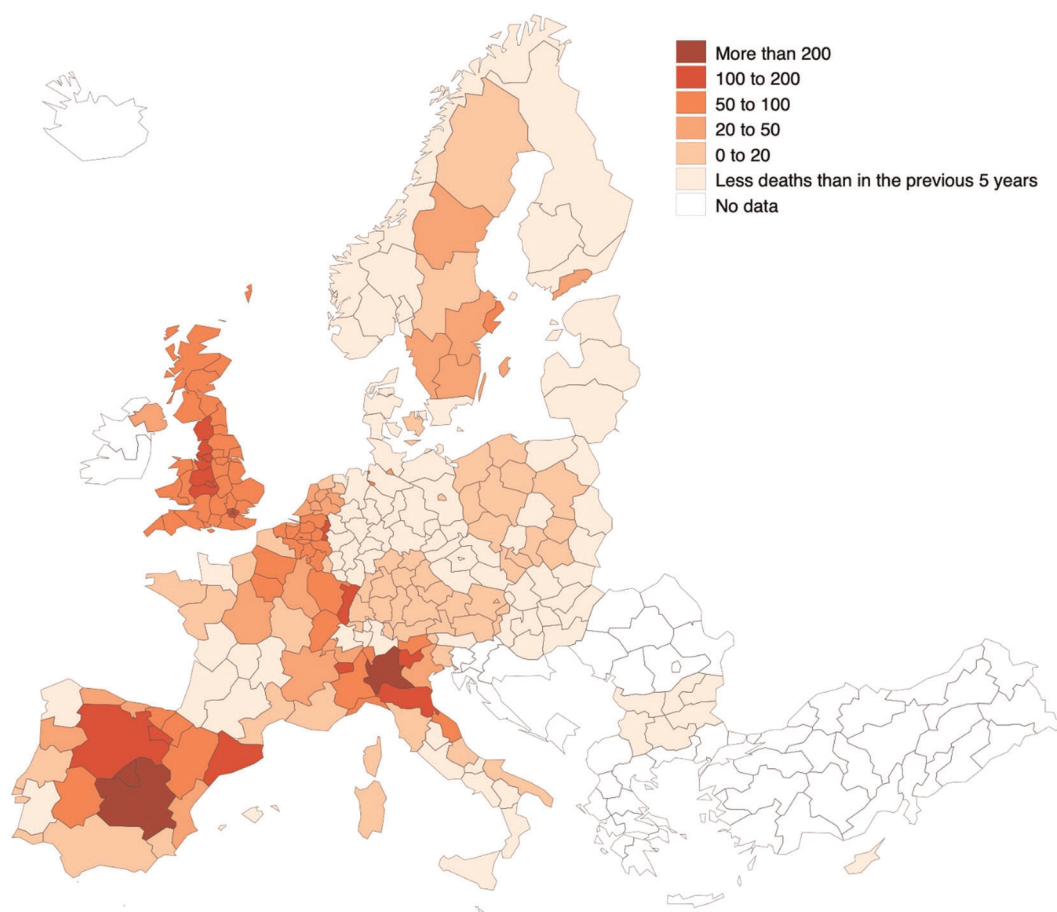 More than 200
100 to 200
50 to 100
20 to 50
0 to 20
Less deaths than in the previous 5 years
No data